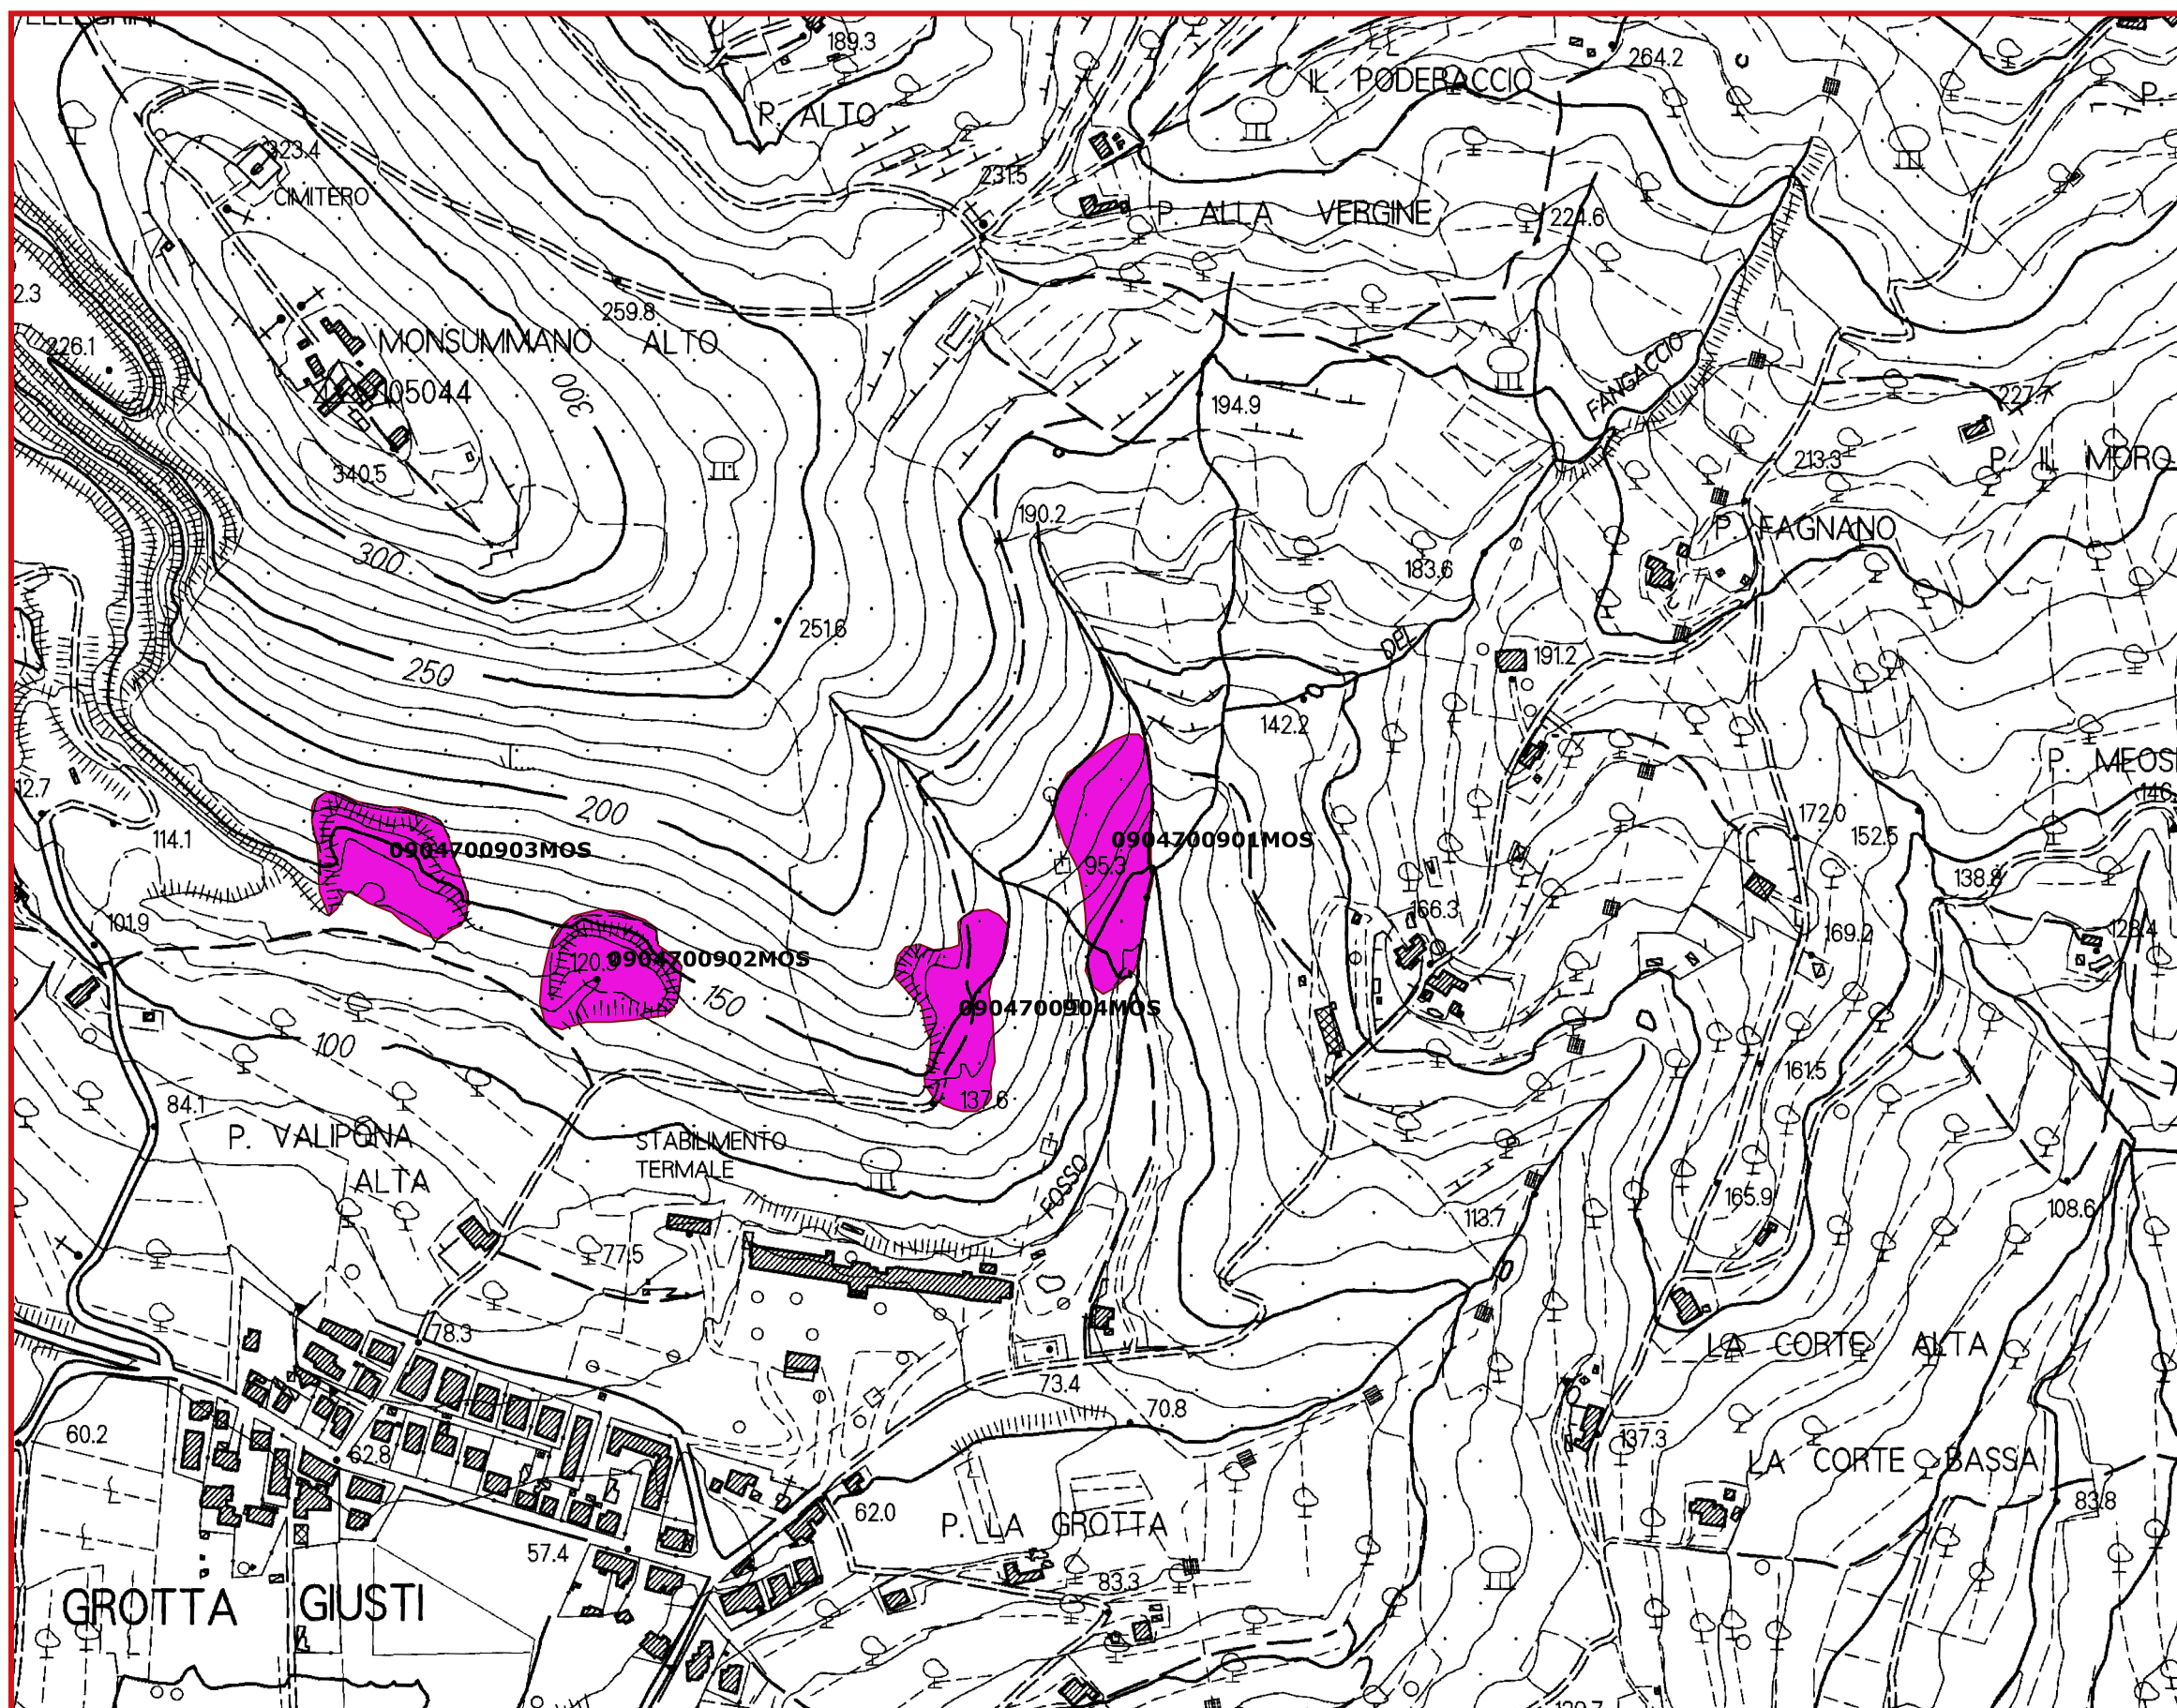 189.3
264.2
IL PODERACCIO
P. ALTO
P.
323.4
CIMITERO
231.5
P. ALLA VERGINE
224.6
2.3
259.8
226.1
MONSUMMANO ALTO
300
FANGACCIO
227.7
194.9
340.5
213.3
P. IL MORO
190.2
P. FAGNANO
300
183.6
251.6
DEL
191.2
250
142.2
P. MEOS
12.7
146.
200
172.0
152.5
114.1
0904700903MOS
0904700901MOS
95.3
138.8
166.3
101.9
169.2
128.4
120.3
0904700902MOS
150
0904700904MOS
100
161.5
137.6
84.1
P. VALIPONA
ALTA
STABILIMENTO
TERMALE
FOSSO
165.9
108.6
113.7
77.5
78.3
LA CORTE ALTA
73.4
70.8
60.2
62.8
137.3
LA CORTE BASSA
83.8
62.0
P. LA GROTTA
57.4
83.3
GROTTA GIUSTI